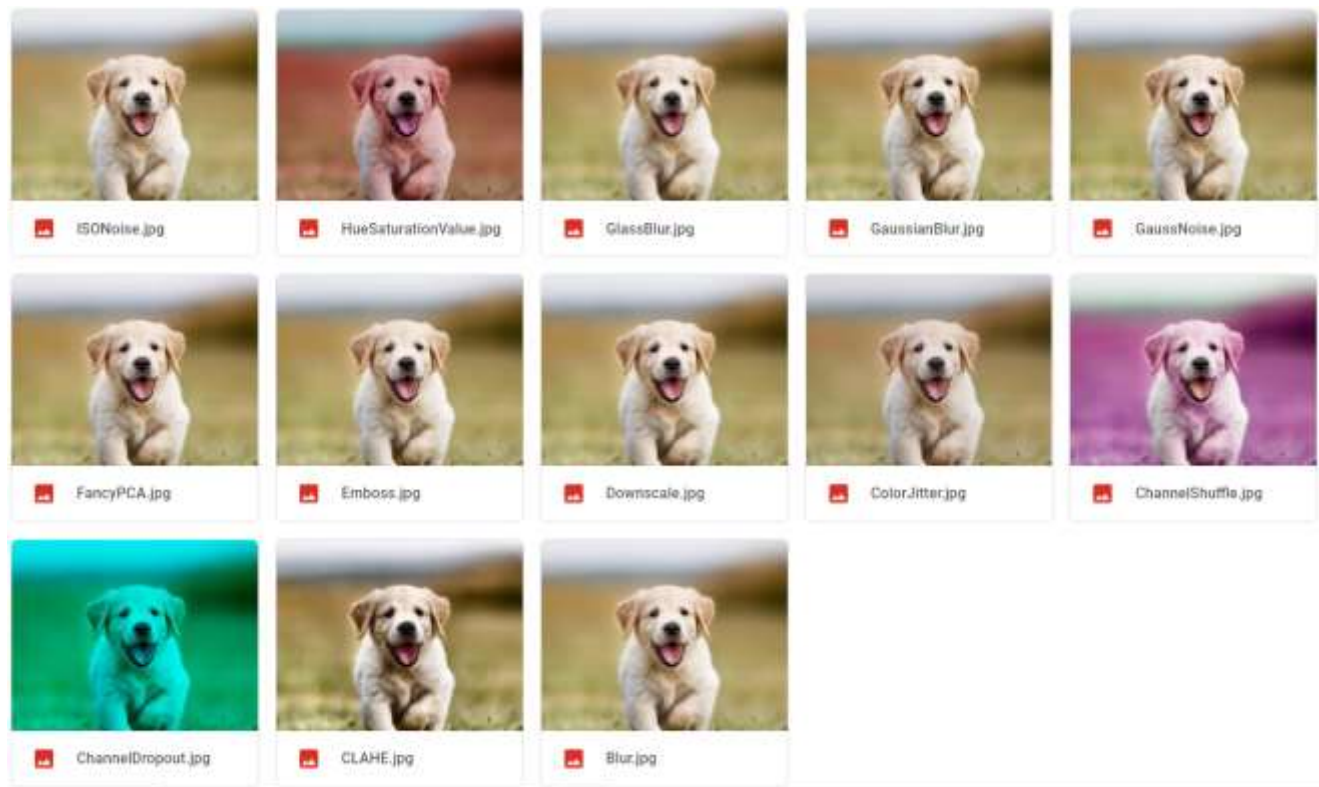 ISONoise.jpg
HueSaturationValue.jpg
GlassBlur.jpg
GaussianBlur.jpg
GaussNoise.jpg
FancyPCA.jpg
Emboss.jpg
Downscale.jpg
ColorJitter.jpg
ChannelShuffle.jpg
ChannelDropout.jpg
CLAHE.jpg
Blur.jpg